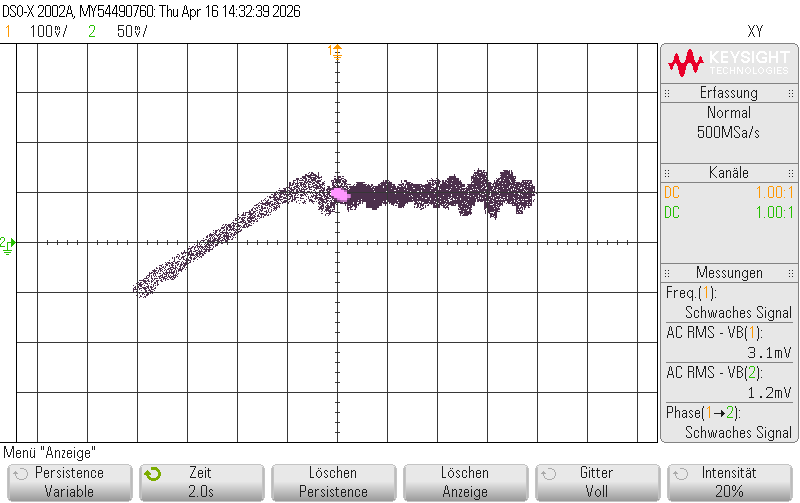 DSO-X 2002A, MY54490760: Thu Apr 16 14:32:39 2026
1 100mV/ 2 50mV/ XY
1
2
KEYSIGHT
TECHNOLOGIES
Erfassung
Normal
500MSa/s
Kanäle
DC 1.00:1
DC 1.00:1
Messungen
Freq.(1):
Schwaches Signal
AC RMS - VB(1):
3.1mV
AC RMS - VB(2):
1.2mV
Phase(1→2):
Schwaches Signal
Menü "Anzeige"
Persistence
Variable
Zeit
2.0s
Löschen
Persistence
Löschen
Anzeige
Gitter
Voll
Intensität
20%